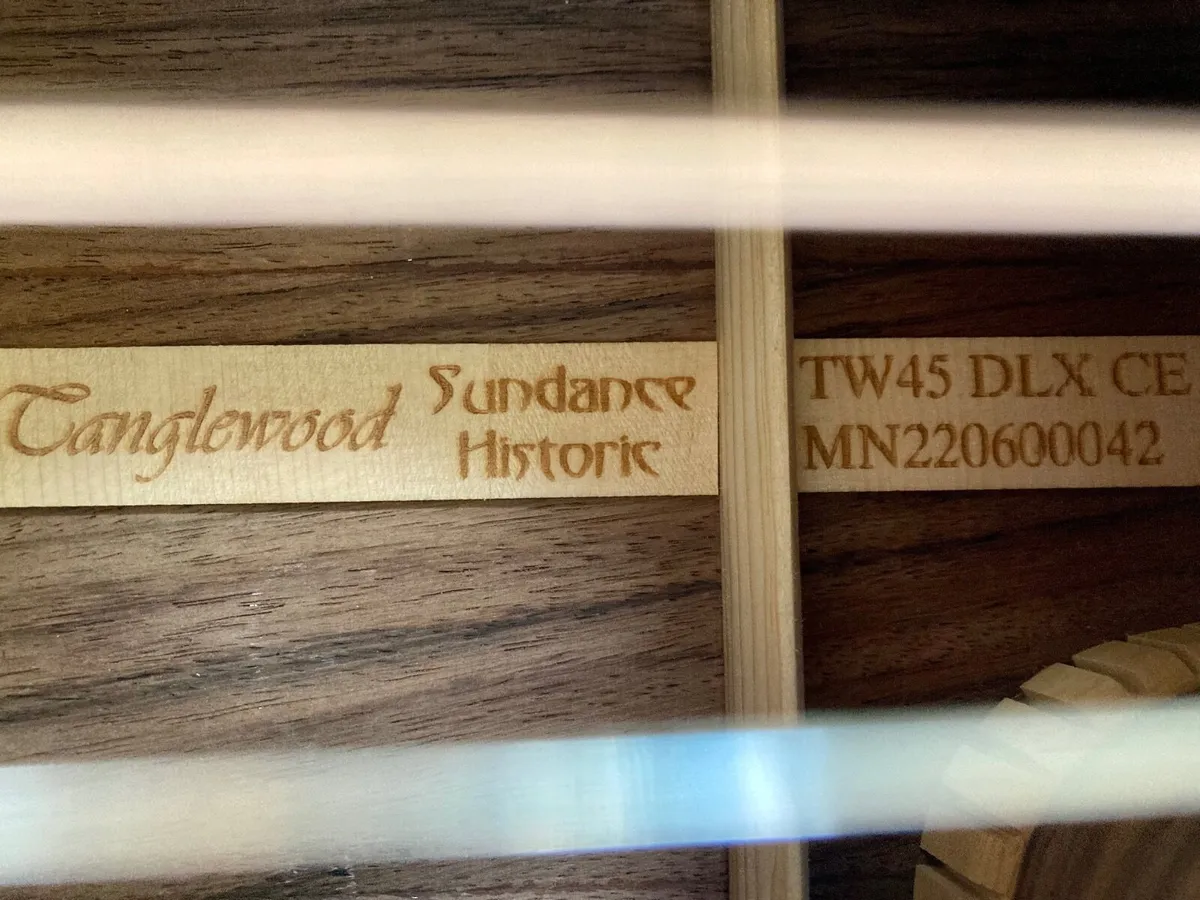 Tanglewood
Sundance
Historic
TW45 DLX CE
MN220600042